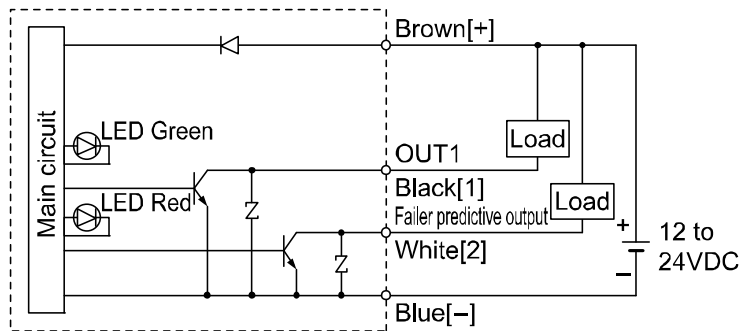 Brown[+]
Main circuit
LED Green
Load
OUT1
Black[1]
LED Red
Load
Failer predictive output
White[2]
+
12 to
24VDC
−
Blue[−]